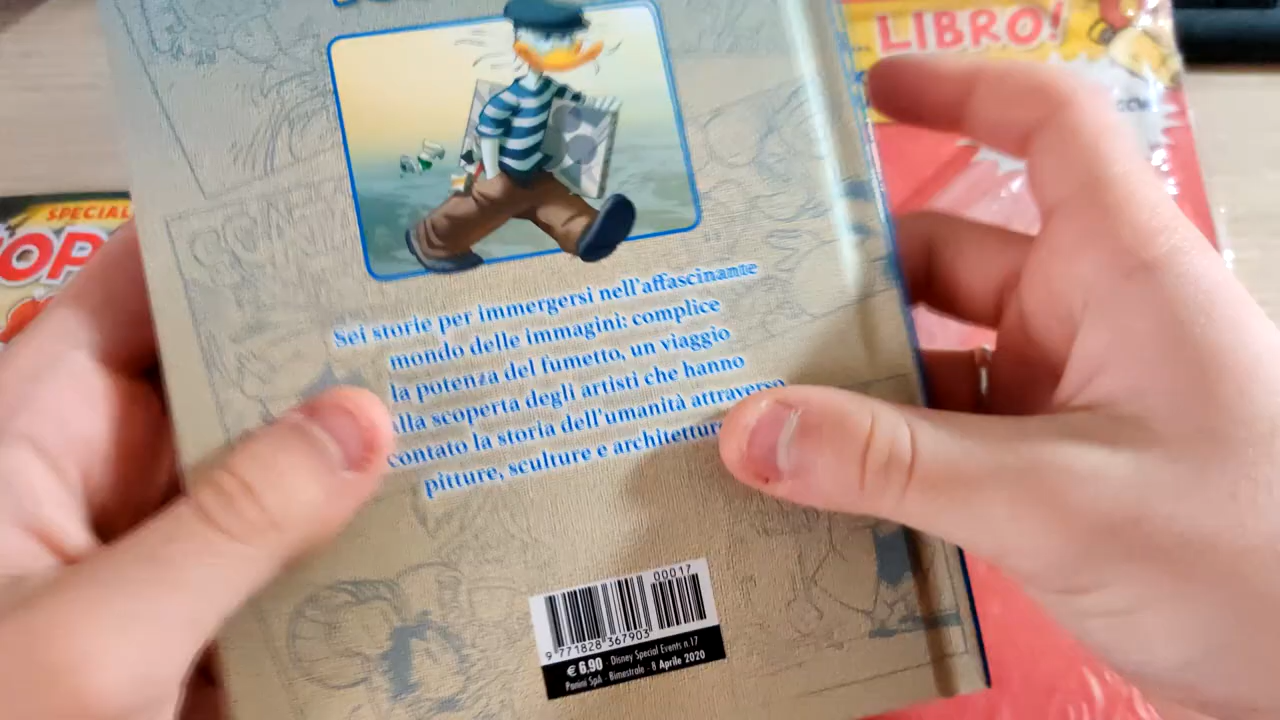 LIBRO!
SPECIAL
OP
Sei storie per immergersi nell'affascinante
mondo delle immagini: complice
la potenza del fumetto, un viaggio
alla scoperta degli artisti che hanno
contato la storia dell'umanità attraverso
pitture, sculture e architetture
00017
9 771828 367903
€ 6,90 - Disney Special Events n.17
Panini SpA - Bimestrale - 8 Aprile 2020